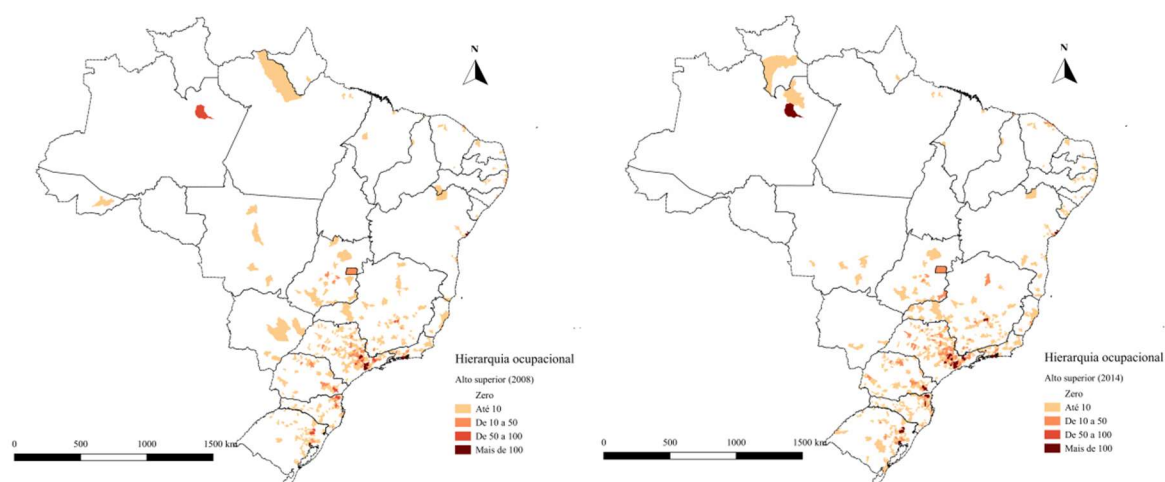 N
Hierarquia ocupacional
Alto superior (2008)
Zero
Até 10
De 10 a 50
De 50 a 100
Mais de 100
0 500 1000 1500 km
N
Hierarquia ocupacional
Alto superior (2014)
Zero
Até 10
De 10 a 50
De 50 a 100
Mais de 100
0 500 1000 1500 km